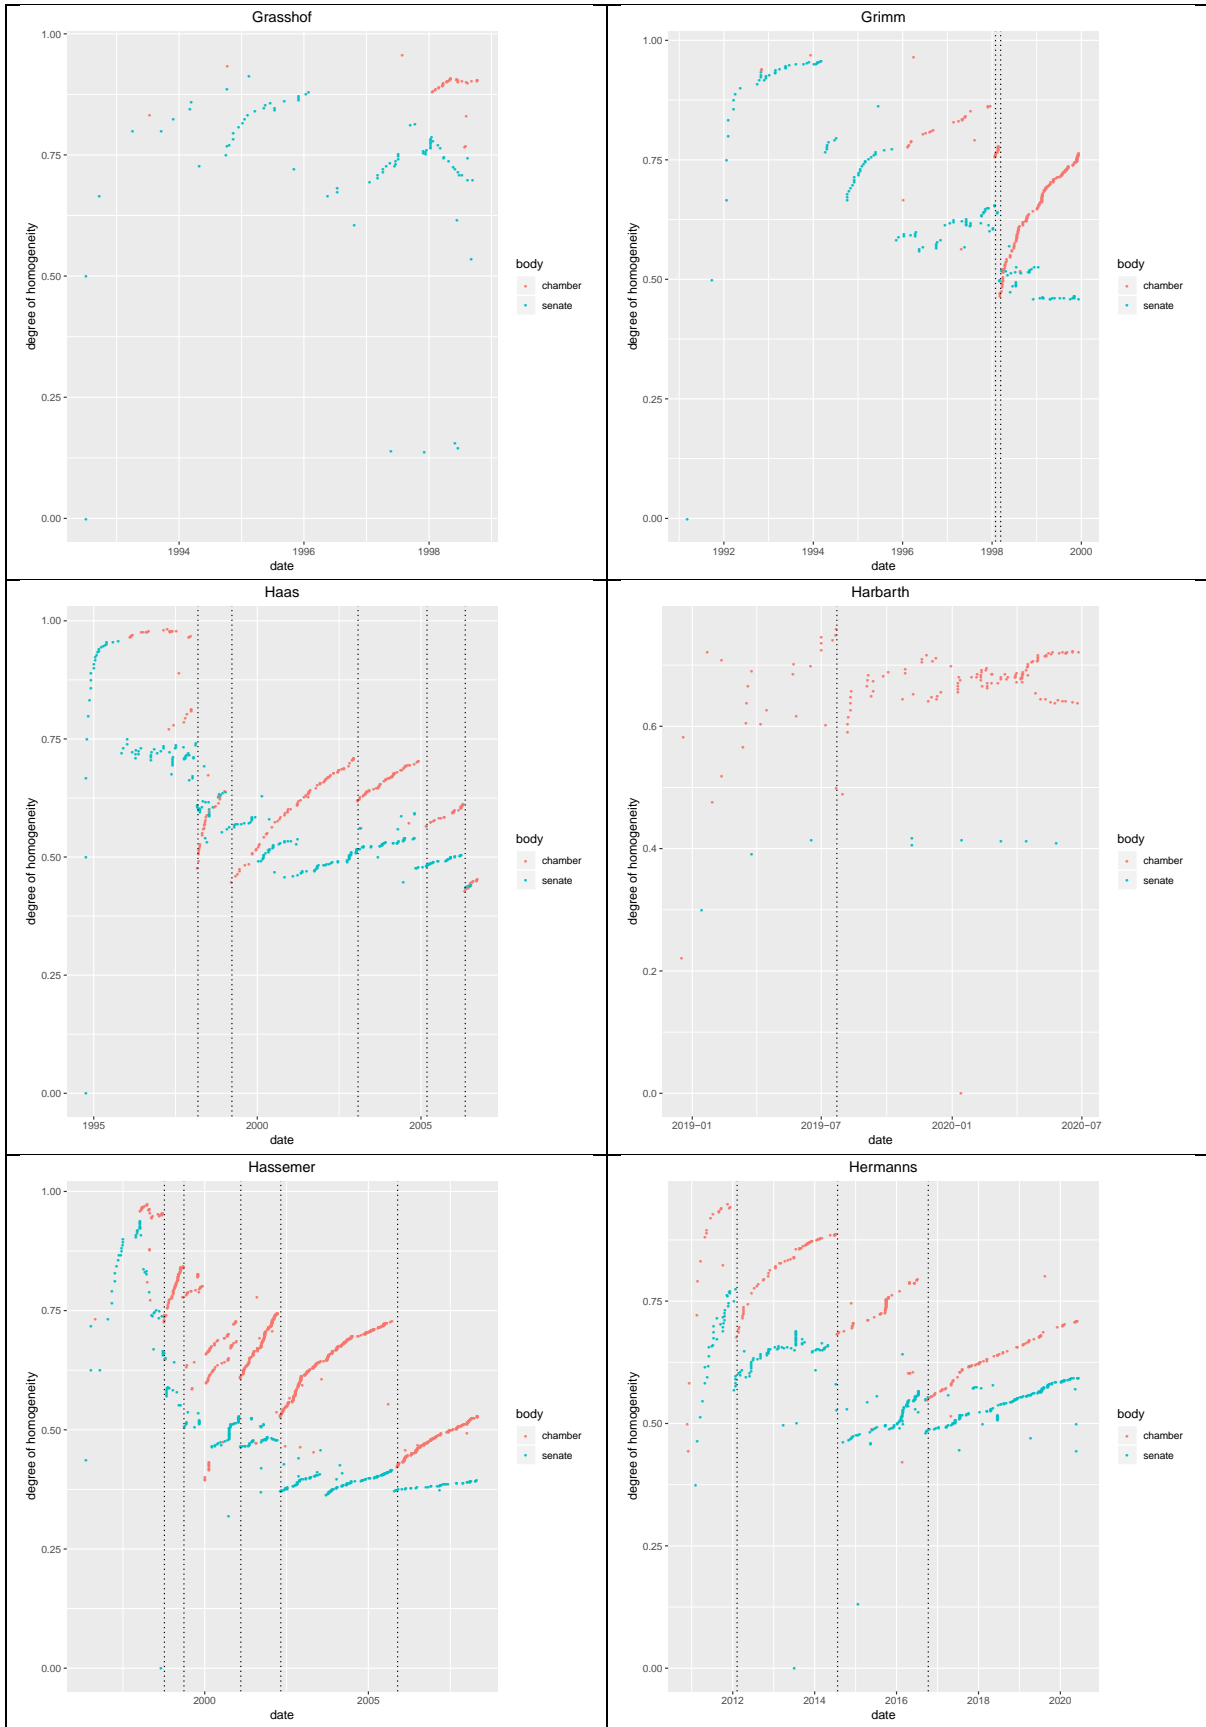 Grasshof
1.00
0.75
0.50
0.25
0.00
degree of homogeneity
1994
1996
1998
date
body
chamber
senate
Grimm
1.00
0.75
0.50
0.25
0.00
degree of homogeneity
1992
1994
1996
1998
2000
date
body
chamber
senate
Haas
1.00
0.75
0.50
0.25
0.00
degree of homogeneity
1995
2000
2005
date
body
chamber
senate
Harbarth
0.6
0.4
0.2
0.0
degree of homogeneity
2019−01
2019−07
2020−01
2020−07
date
body
chamber
senate
Hassemer
1.00
0.75
0.50
0.25
0.00
degree of homogeneity
2000
2005
date
body
chamber
senate
Hermanns
0.75
0.50
0.25
0.00
degree of homogeneity
2012
2014
2016
2018
2020
date
body
chamber
senate